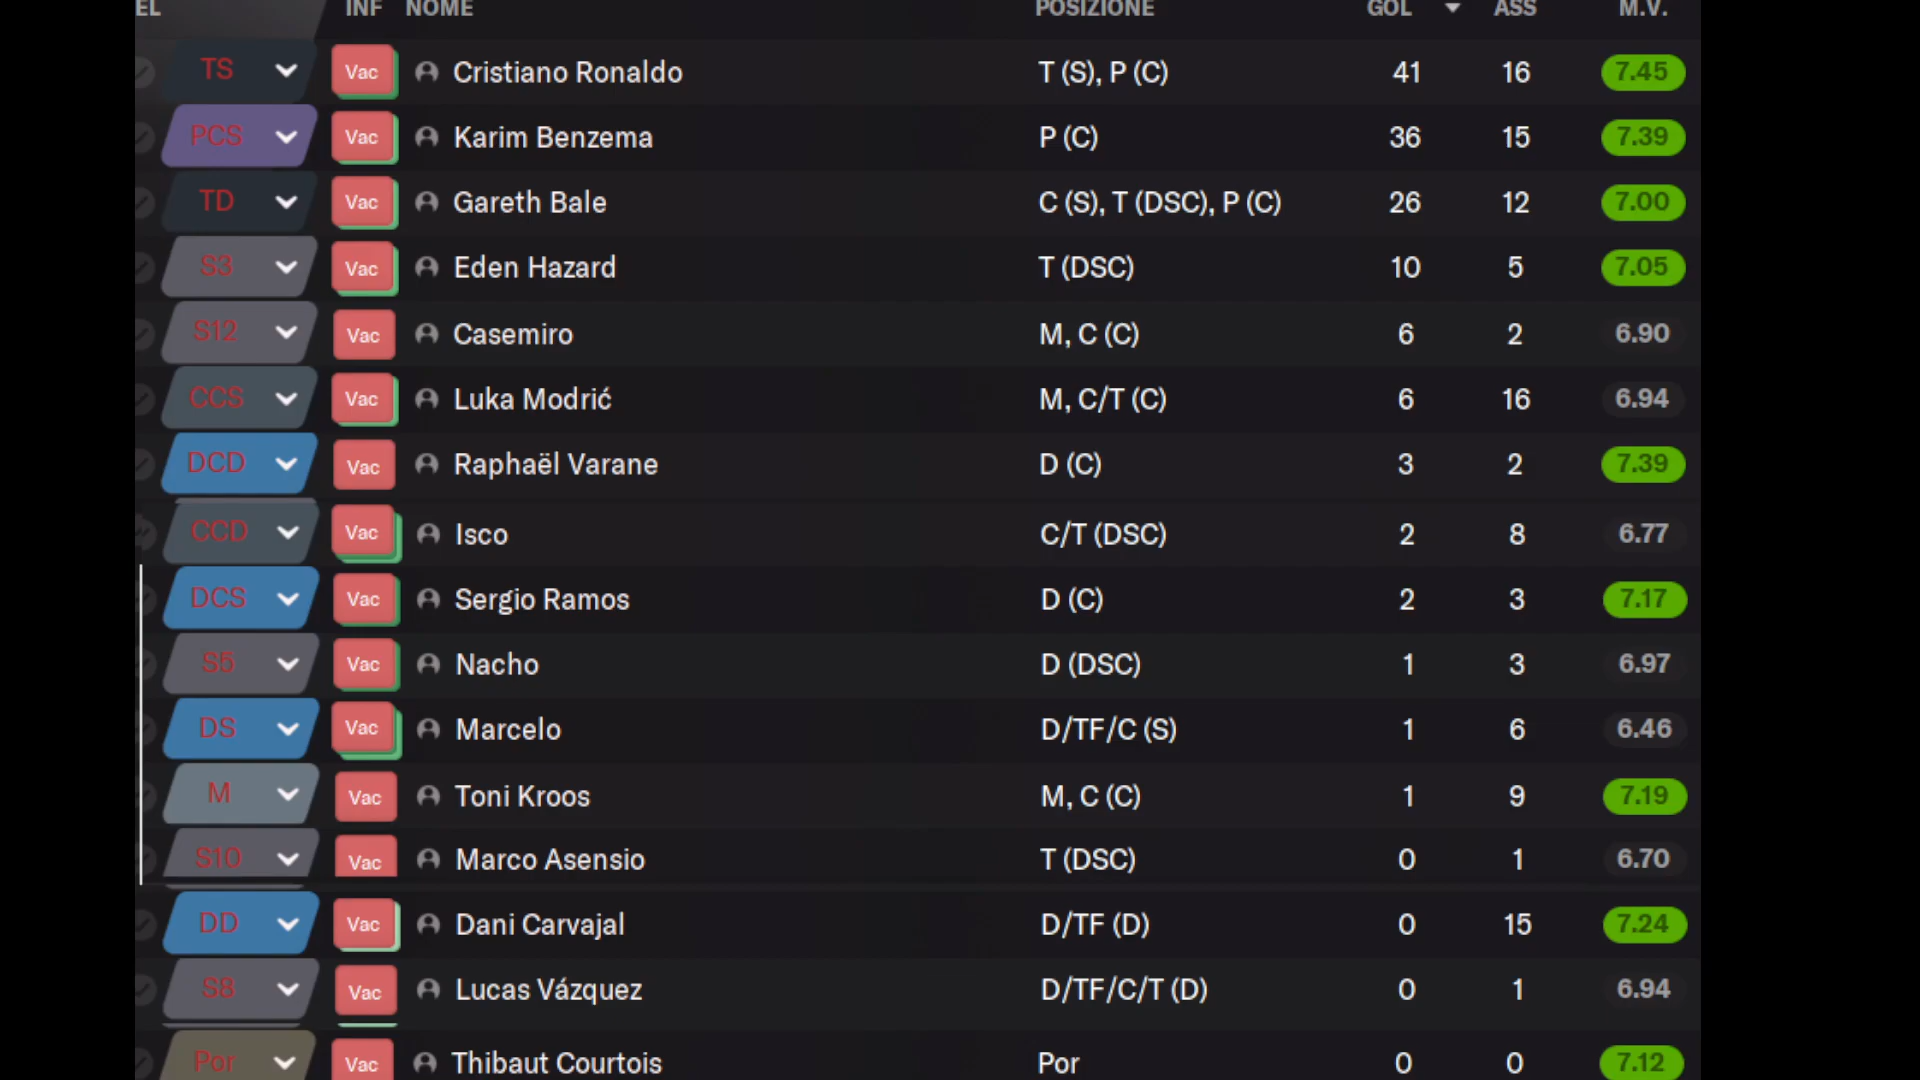 EL INF NOME POSIZIONE GOL ASS M.V.
TS Vac Cristiano Ronaldo T (S), P (C) 41 16 7.45
PCS Vac Karim Benzema P (C) 36 15 7.39
TD Vac Gareth Bale C (S), T (DSC), P (C) 26 12 7.00
S3 Vac Eden Hazard T (DSC) 10 5 7.05
S12 Vac Casemiro M, C (C) 6 2 6.90
CCS Vac Luka Modrić M, C/T (C) 6 16 6.94
DCD Vac Raphaël Varane D (C) 3 2 7.39
CCD Vac Isco C/T (DSC) 2 8 6.77
DCS Vac Sergio Ramos D (C) 2 3 7.17
S5 Vac Nacho D (DSC) 1 3 6.97
DS Vac Marcelo D/TF/C (S) 1 6 6.46
M Vac Toni Kroos M, C (C) 1 9 7.19
S10 Vac Marco Asensio T (DSC) 0 1 6.70
DD Vac Dani Carvajal D/TF (D) 0 15 7.24
S8 Vac Lucas Vázquez D/TF/C/T (D) 0 1 6.94
Por Vac Thibaut Courtois Por 0 0 7.12